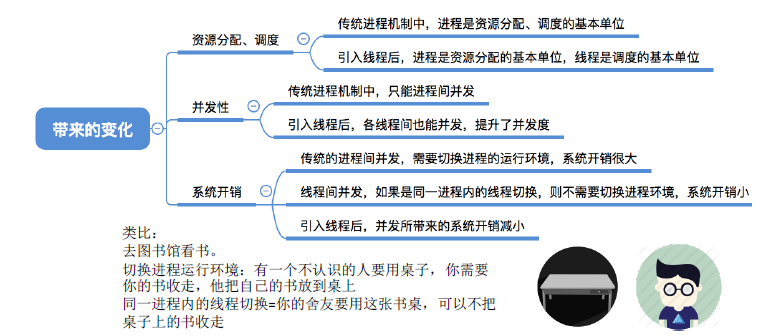 传统进程机制中，进程是资源分配、调度的基本单位
资源分配、调度
引入线程后，进程是资源分配的基本单位，线程是调度的基本单位
传统进程机制中，只能进程间并发
带来的变化
并发性
引入线程后，各线程间也能并发，提升了并发度
传统的进程间并发，需要切换进程的运行环境，系统开销很大
系统开销
线程间并发，如果是同一进程内的线程切换，则不需要切换进程环境，系统开销小
引入线程后，并发所带来的系统开销减小
类比：
去图书馆看书。
切换进程运行环境：有一个不认识的人要用桌子，你需要
你的书收走，他把自己的书放到桌上
同一进程内的线程切换=你的舍友要用这张书桌，可以不把
桌子上的书收走